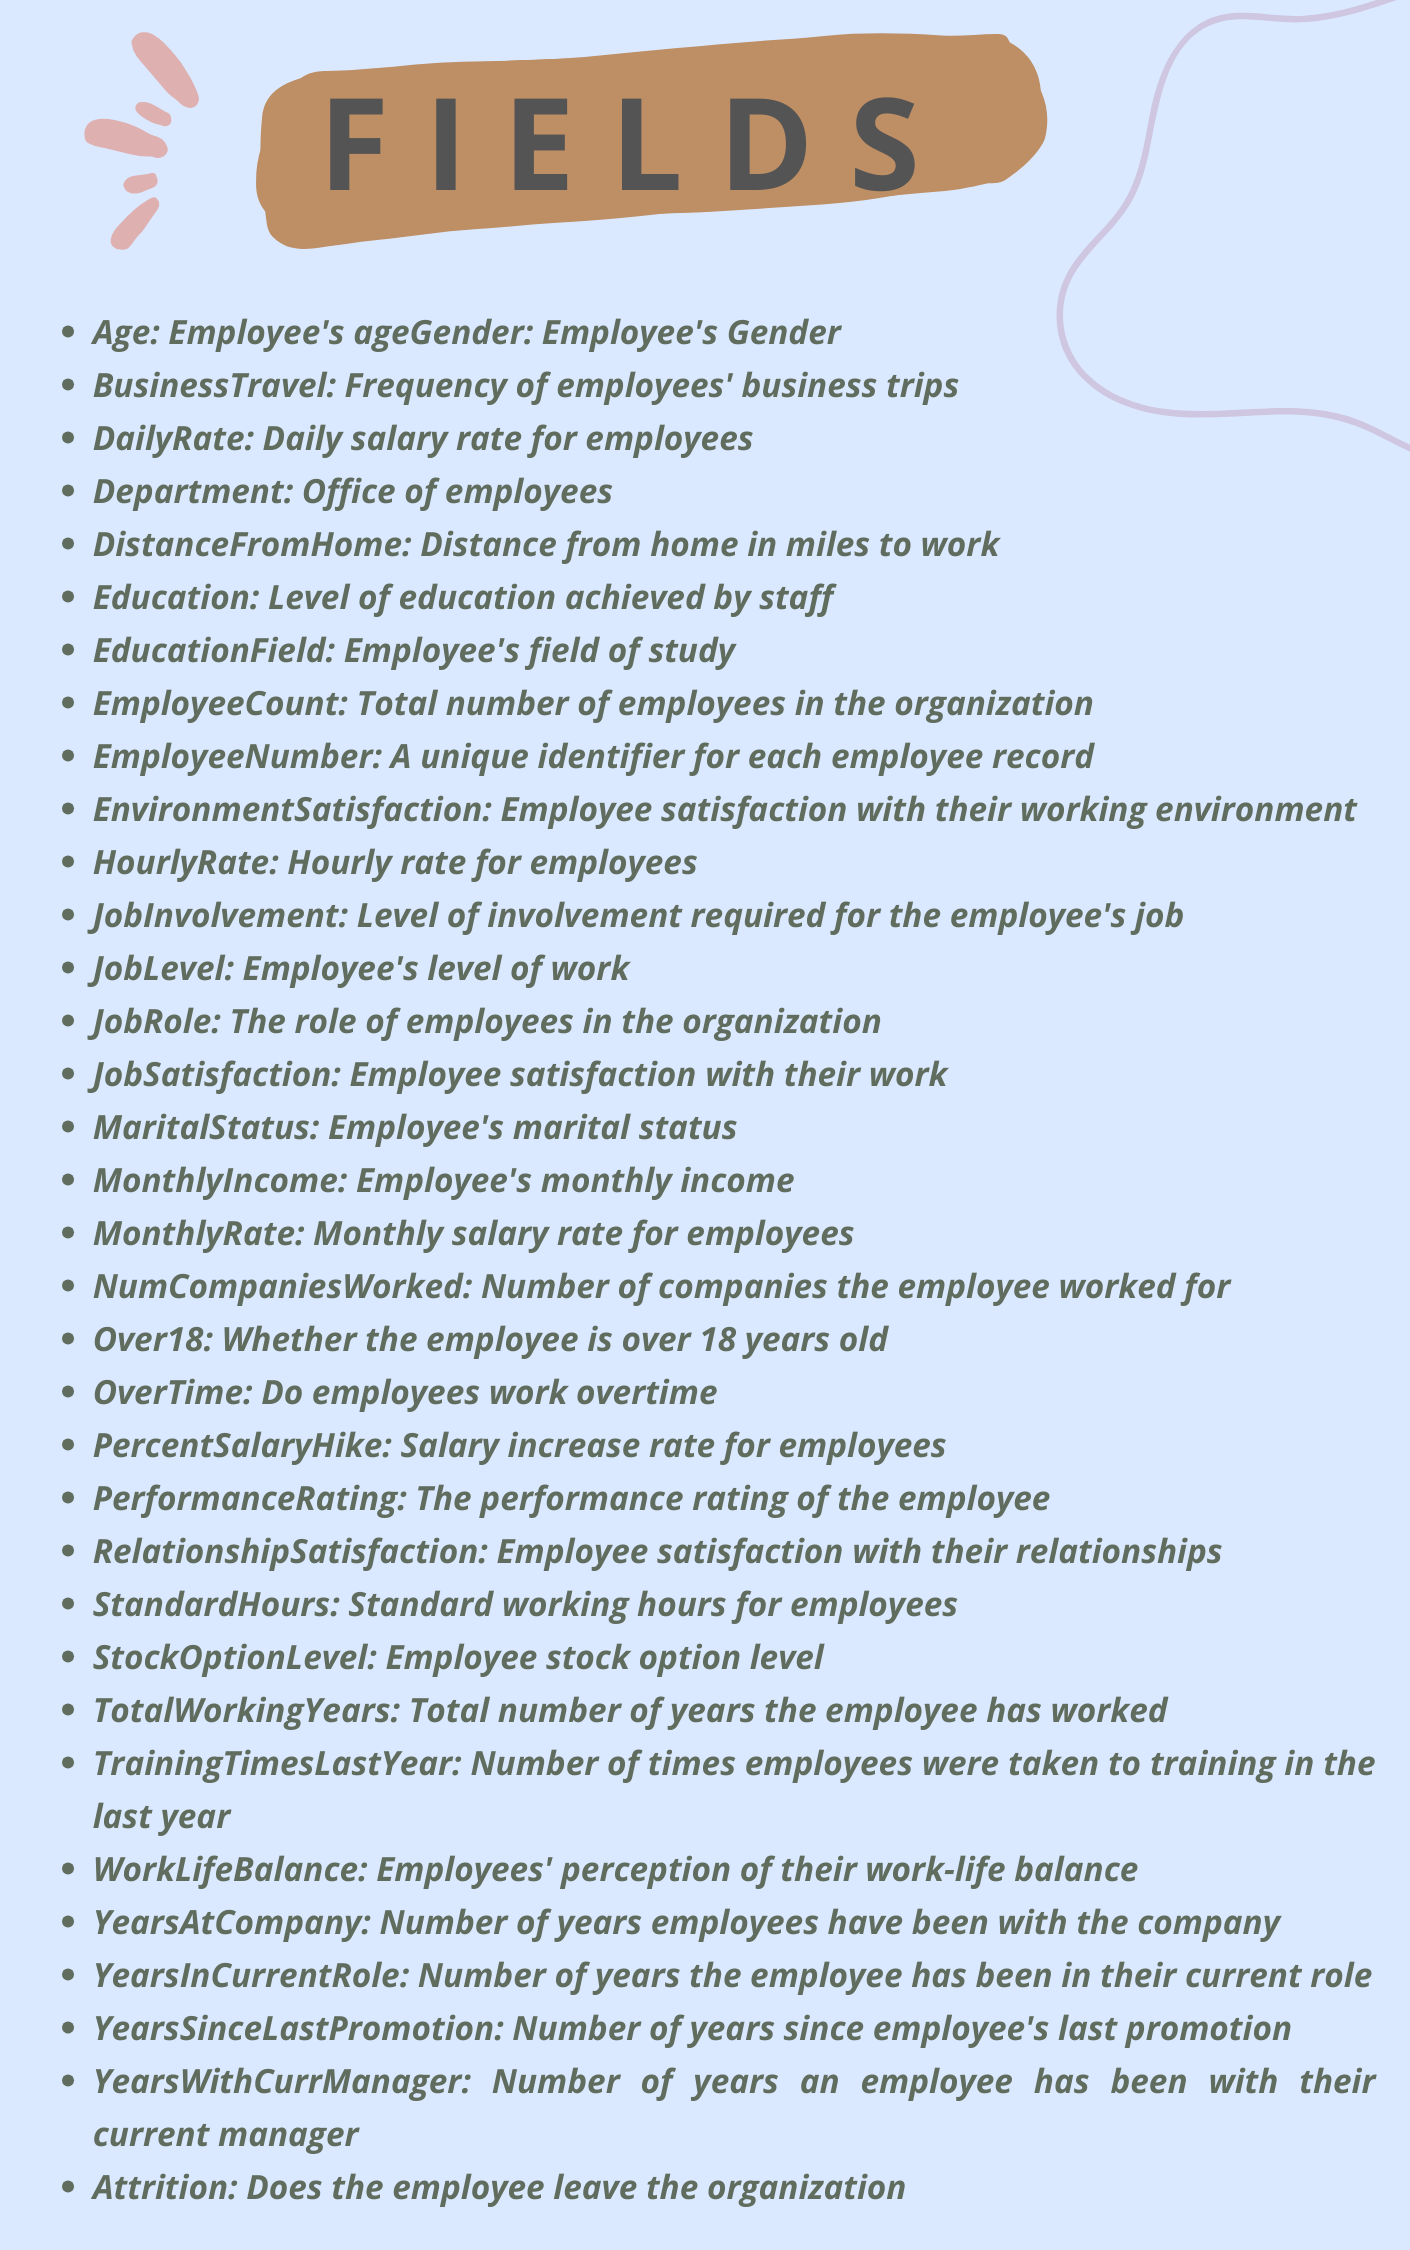 FIELDS
• Age: Employee's ageGender: Employee's Gender
• BusinessTravel: Frequency of employees' business trips
• DailyRate: Daily salary rate for employees
• Department: Office of employees
• DistanceFromHome: Distance from home in miles to work
• Education: Level of education achieved by staff
• EducationField: Employee's field of study
• EmployeeCount: Total number of employees in the organization
• EmployeeNumber: A unique identifier for each employee record
• EnvironmentSatisfaction: Employee satisfaction with their working environment
• HourlyRate: Hourly rate for employees
• JobInvolvement: Level of involvement required for the employee's job
• JobLevel: Employee's level of work
• JobRole: The role of employees in the organization
• JobSatisfaction: Employee satisfaction with their work
• MaritalStatus: Employee's marital status
• MonthlyIncome: Employee's monthly income
• MonthlyRate: Monthly salary rate for employees
• NumCompaniesWorked: Number of companies the employee worked for
• Over18: Whether the employee is over 18 years old
• OverTime: Do employees work overtime
• PercentSalaryHike: Salary increase rate for employees
• PerformanceRating: The performance rating of the employee
• RelationshipSatisfaction: Employee satisfaction with their relationships
• StandardHours: Standard working hours for employees
• StockOptionLevel: Employee stock option level
• TotalWorkingYears: Total number of years the employee has worked
• TrainingTimesLastYear: Number of times employees were taken to training in the
last year
• WorkLifeBalance: Employees' perception of their work-life balance
• YearsAtCompany: Number of years employees have been with the company
• YearsInCurrentRole: Number of years the employee has been in their current role
• YearsSinceLastPromotion: Number of years since employee's last promotion
• YearsWithCurrManager: Number of years an employee has been with their
current manager
• Attrition: Does the employee leave the organization